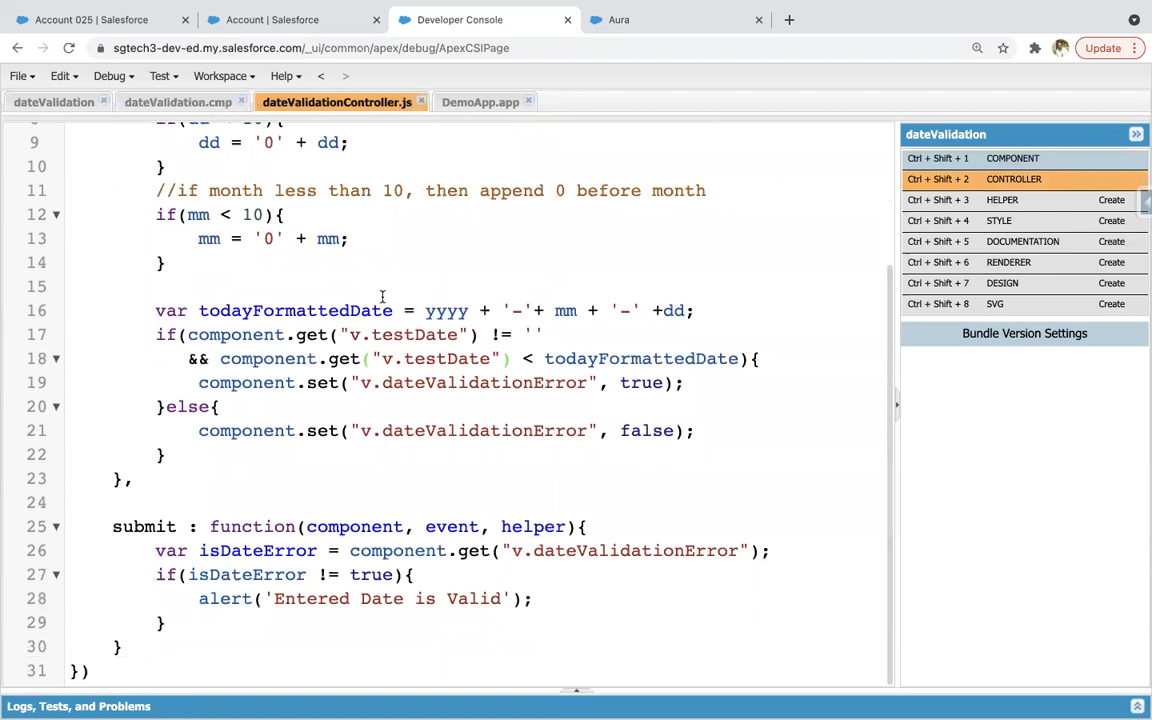 Account 025 | Salesforce
Account | Salesforce
Developer Console
Aura
sgtech3-dev-ed.my.salesforce.com/_ui/common/apex/debug/ApexCSIPage
Update
File Edit Debug Test Workspace Help < >
dateValidation dateValidation.cmp dateValidationController.js DemoApp.app
9 dd = '0' + dd;
10 }
11 //if month less than 10, then append 0 before month
12 if(mm < 10){
13 mm = '0' + mm;
14 }
15
16 var todayFormattedDate = yyyy + '-'+ mm + '-' +dd;
17 if(component.get("v.testDate") != ''
18 && component.get("v.testDate") < todayFormattedDate){
19 component.set("v.dateValidationError", true);
20 }else{
21 component.set("v.dateValidationError", false);
22 }
23 },
24
25 submit : function(component, event, helper){
26 var isDateError = component.get("v.dateValidationError");
27 if(isDateError != true){
28 alert('Entered Date is Valid');
29 }
30 }
31 })
dateValidation
Ctrl + Shift + 1 COMPONENT
Ctrl + Shift + 2 CONTROLLER
Ctrl + Shift + 3 HELPER Create
Ctrl + Shift + 4 STYLE Create
Ctrl + Shift + 5 DOCUMENTATION Create
Ctrl + Shift + 6 RENDERER Create
Ctrl + Shift + 7 DESIGN Create
Ctrl + Shift + 8 SVG Create
Bundle Version Settings
Logs, Tests, and Problems